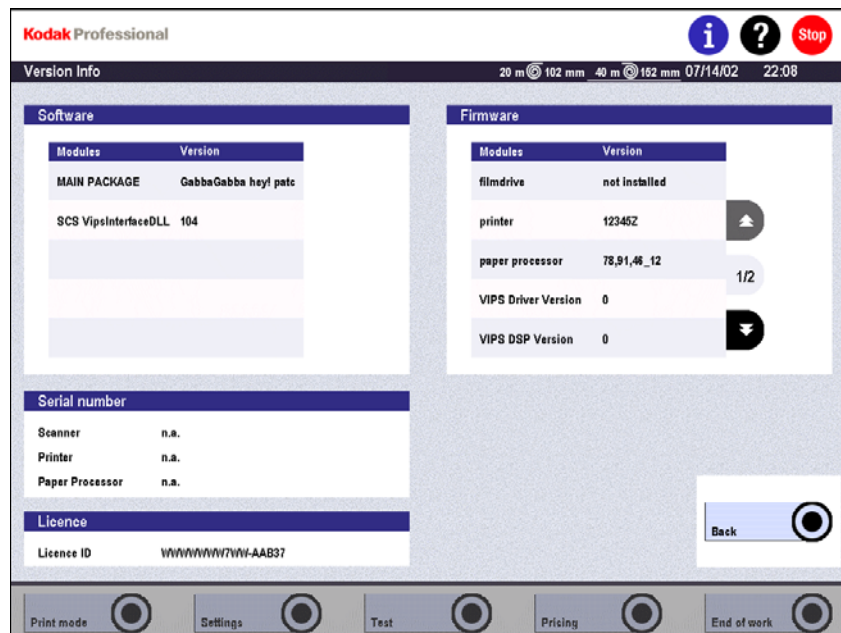 Kodak Professional
i ? Stop
Version Info 20 m 102 mm 40 m 152 mm 07/14/02 22:08
Software
Modules Version
MAIN PACKAGE GabbaGabba hey! patc
SCS VipsInterfaceDLL 104
Firmware
Modules Version
filmdrive not installed
printer 12345Z
paper processor 78,91,46_12
VIPS Driver Version 0
VIPS DSP Version 0
1/2
Serial number
Scanner n.a.
Printer n.a.
Paper Processor n.a.
Licence
Licence ID
Back
Print mode Settings Test Pricing End of work